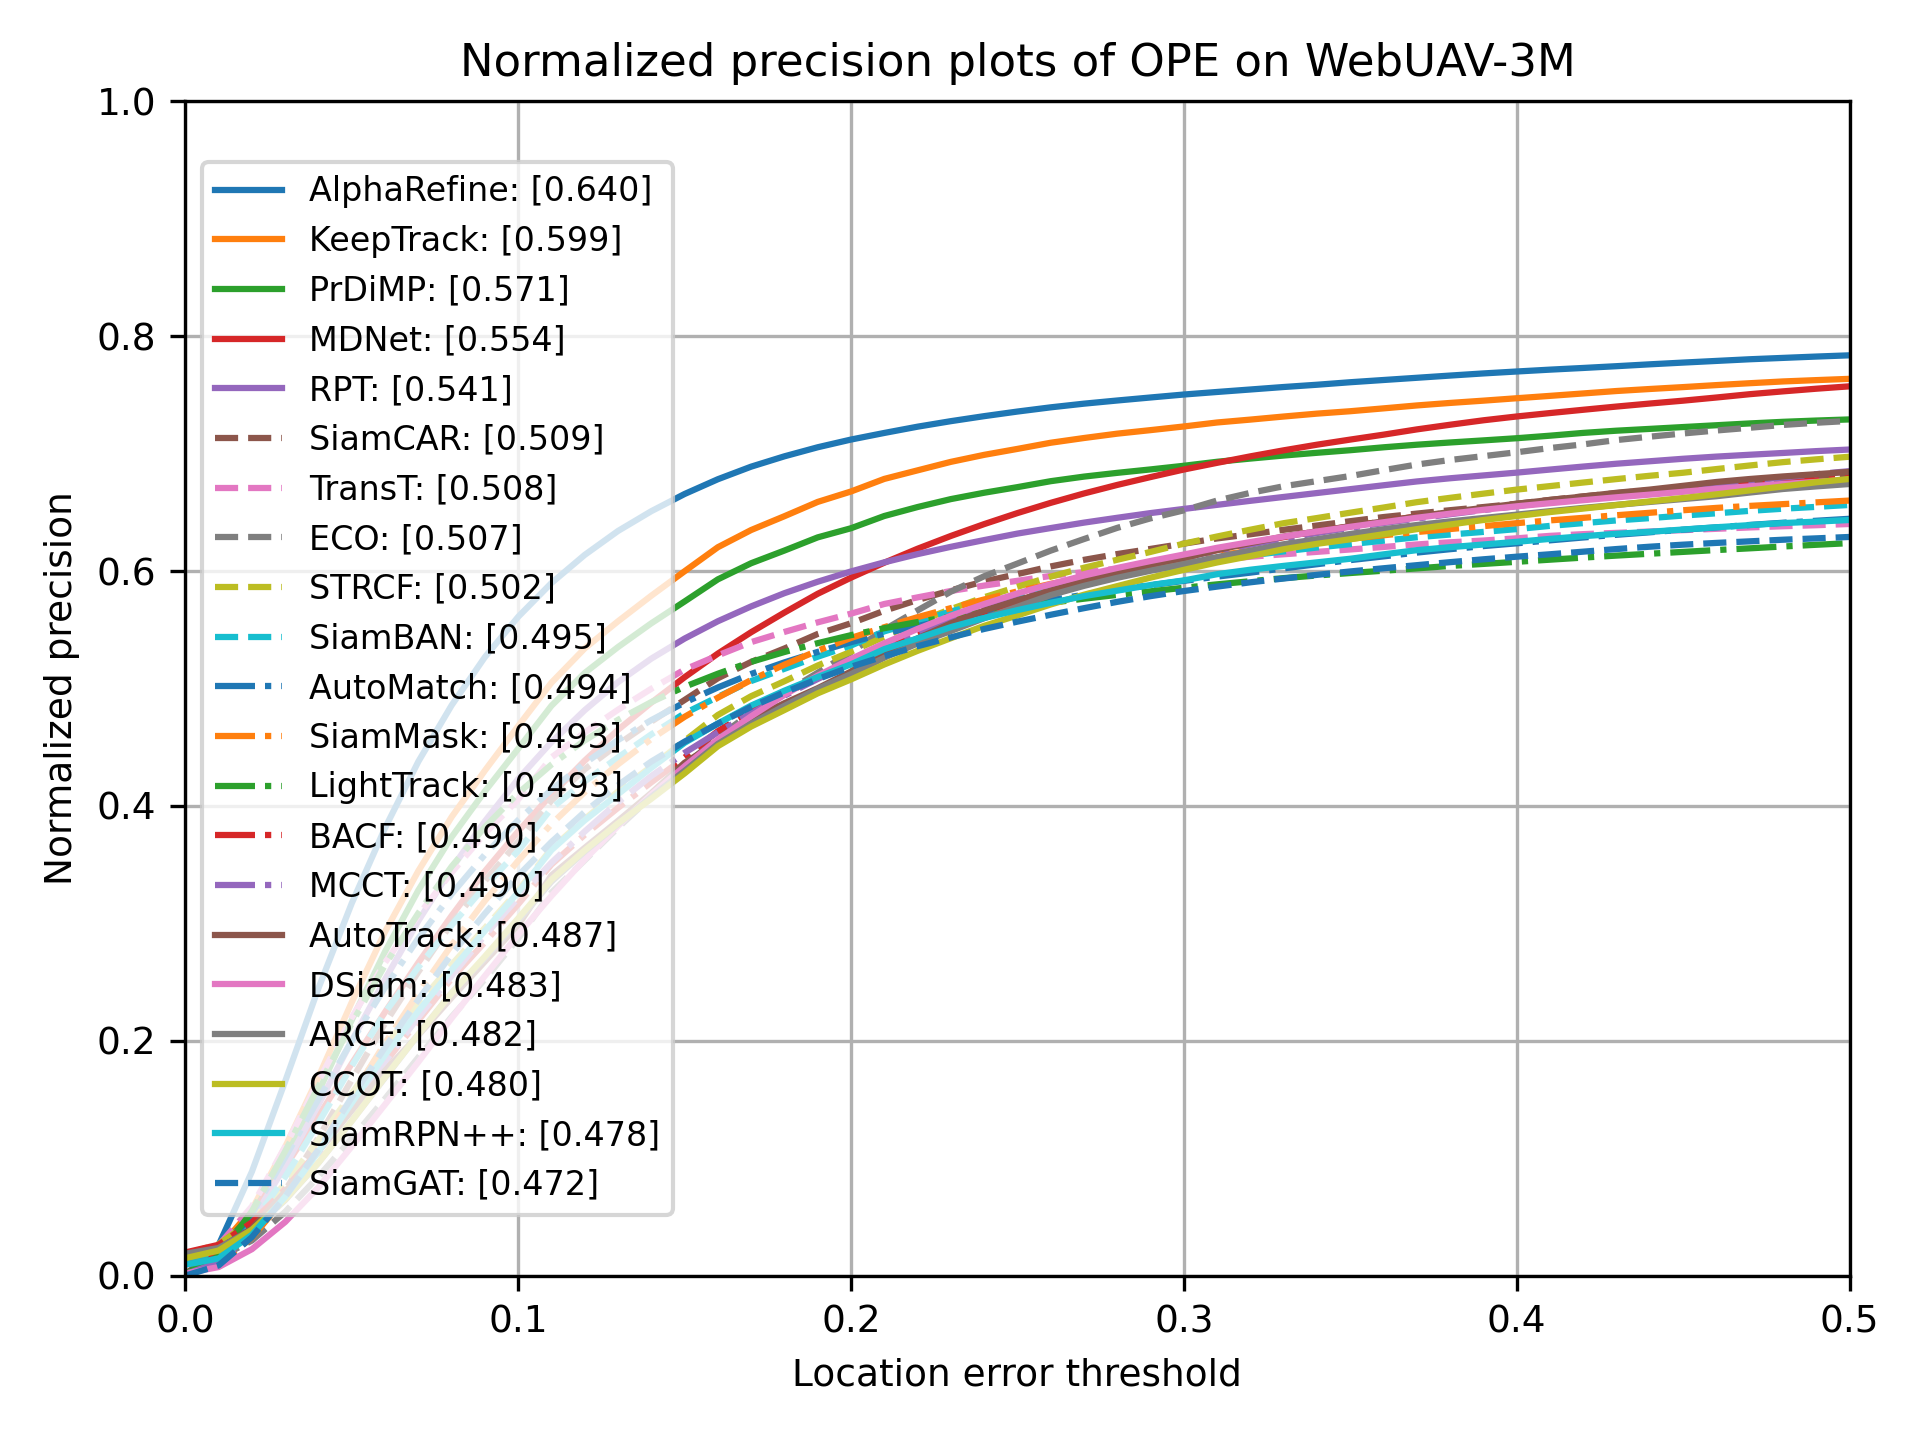 Normalized precision plots of OPE on WebUAV-3M
1.0
0.8
0.6
0.4
0.2
0.0
Normalized precision
AlphaRefine: [0.640]
KeepTrack: [0.599]
PrDiMP: [0.571]
MDNet: [0.554]
RPT: [0.541]
SiamCAR: [0.509]
TransT: [0.508]
ECO: [0.507]
STRCF: [0.502]
SiamBAN: [0.495]
AutoMatch: [0.494]
SiamMask: [0.493]
LightTrack: [0.493]
BACF: [0.490]
MCCT: [0.490]
AutoTrack: [0.487]
DSiam: [0.483]
ARCF: [0.482]
CCOT: [0.480]
SiamRPN++: [0.478]
SiamGAT: [0.472]
0.0 0.1 0.2 0.3 0.4 0.5
Location error threshold